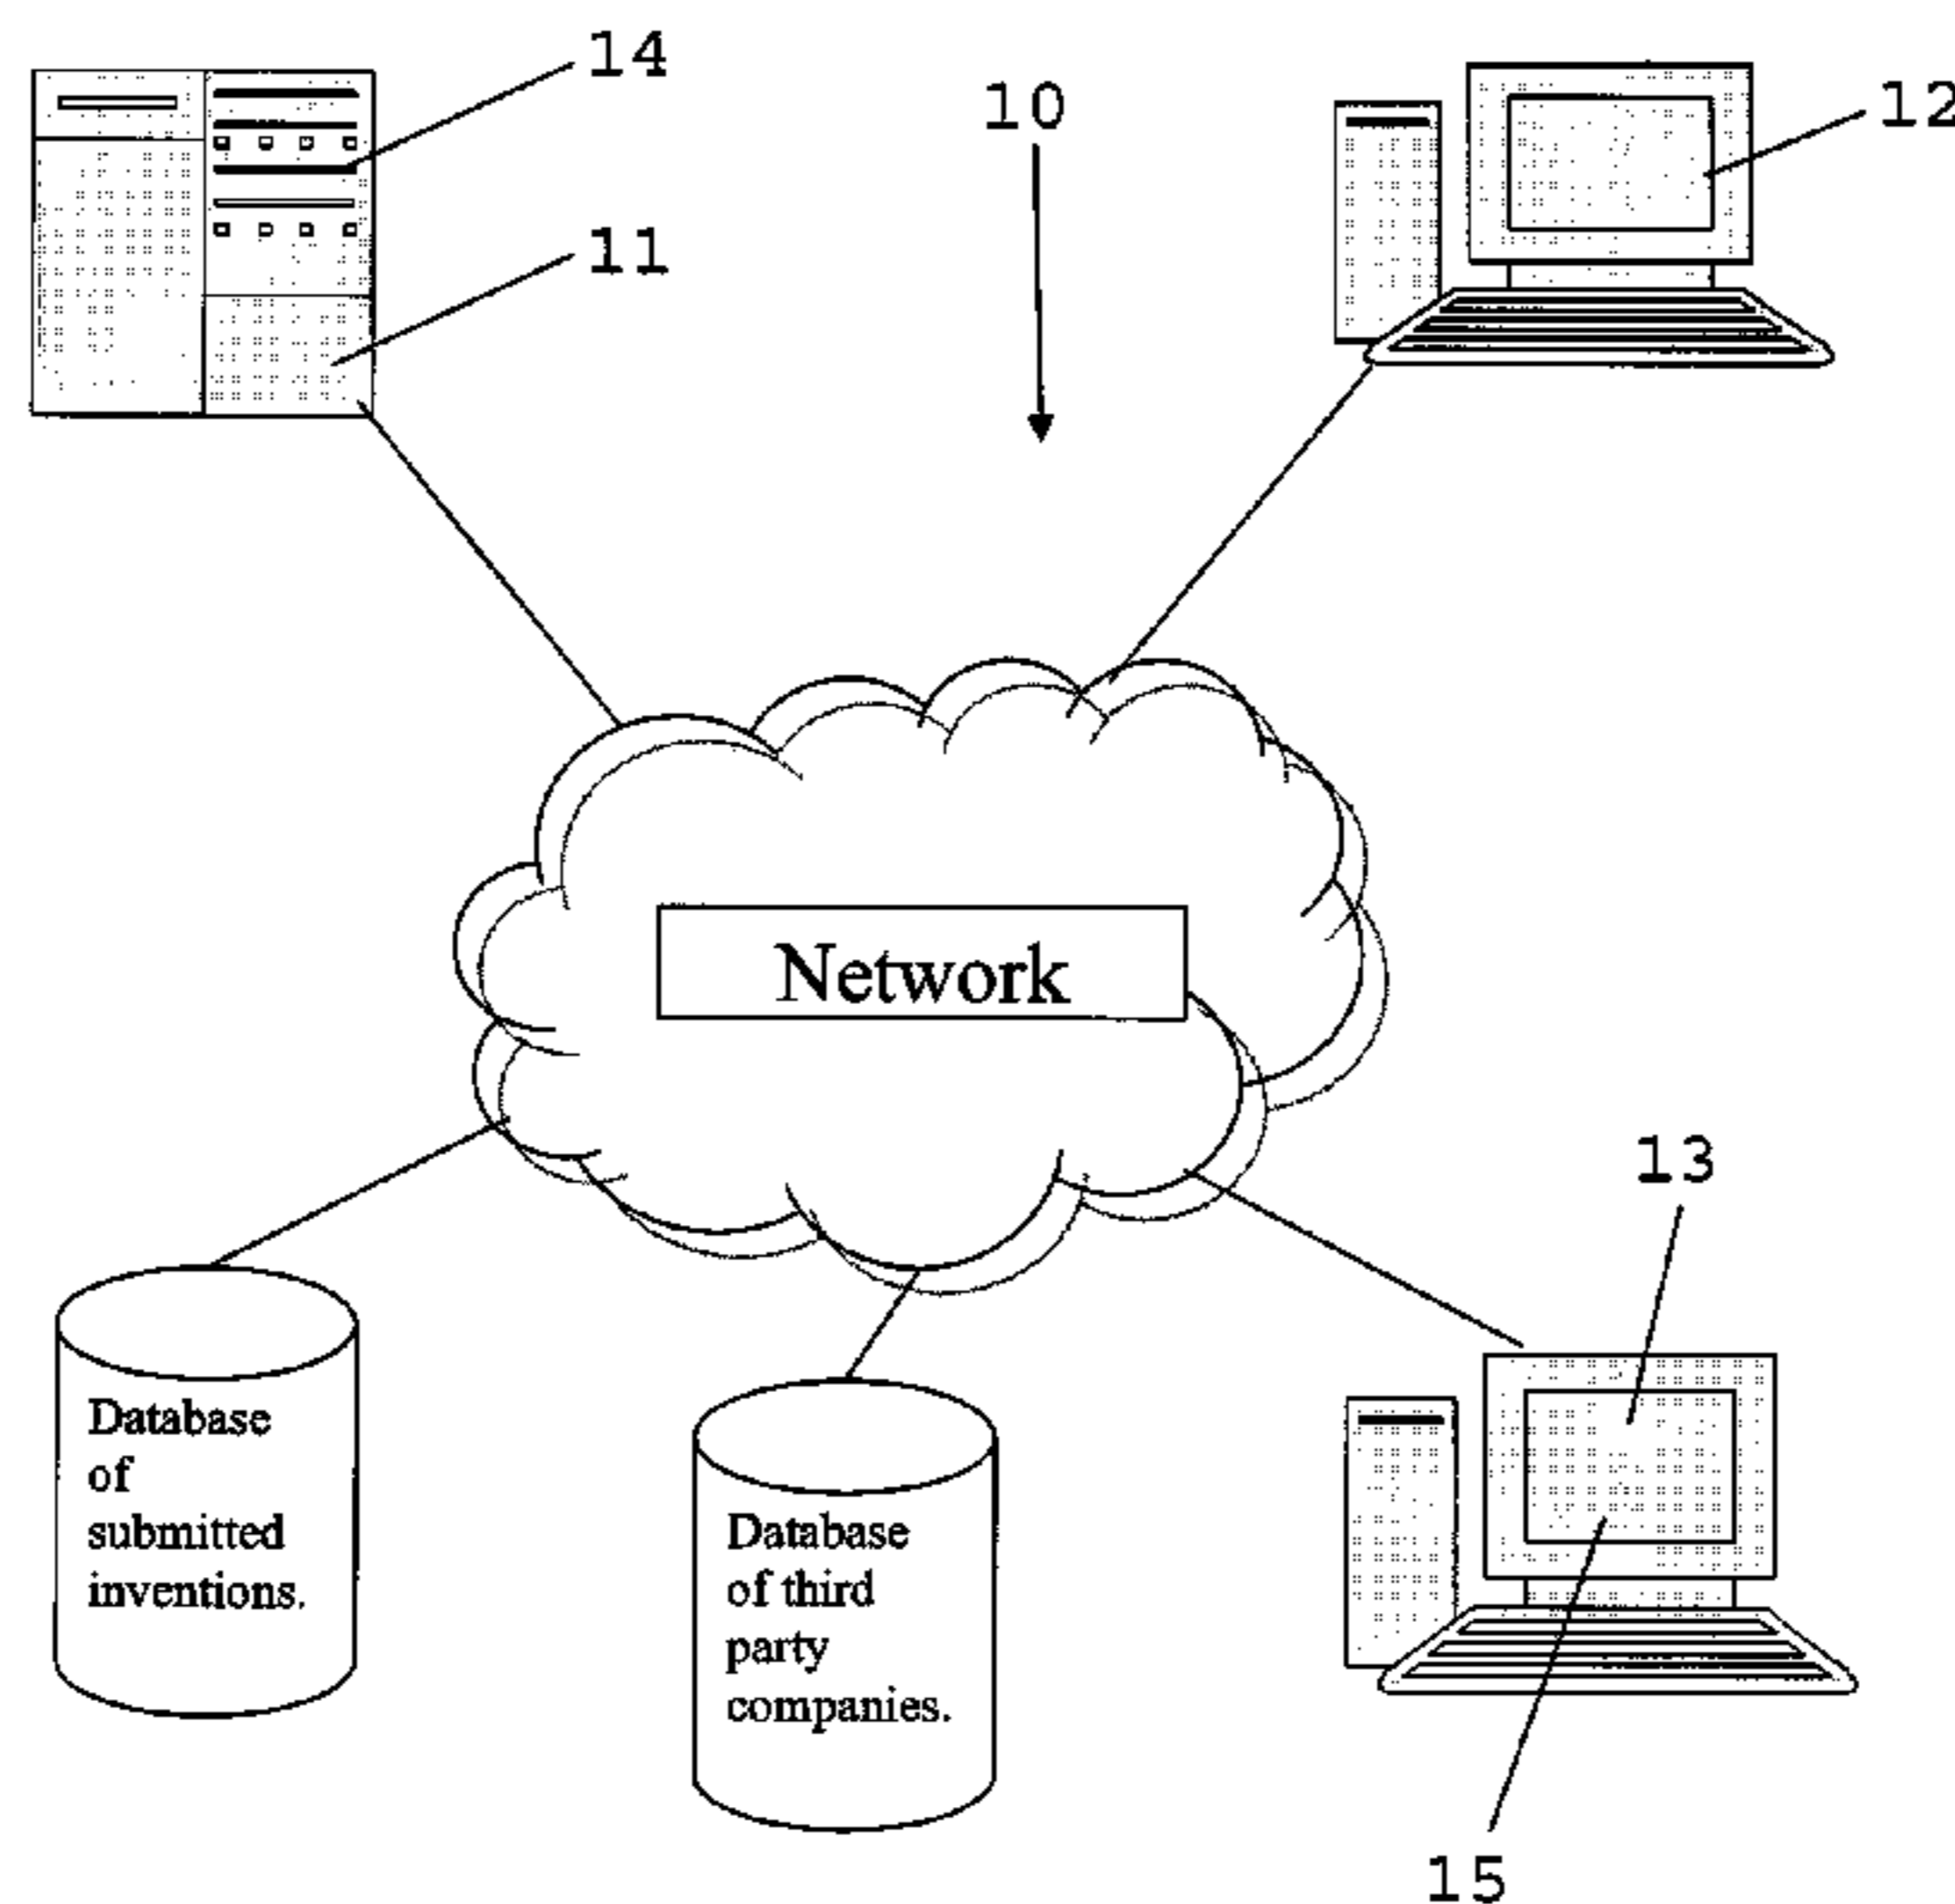 14
10
12
11
Network
13
Database
of
submitted
inventions.
Database
of third
party
companies.
15